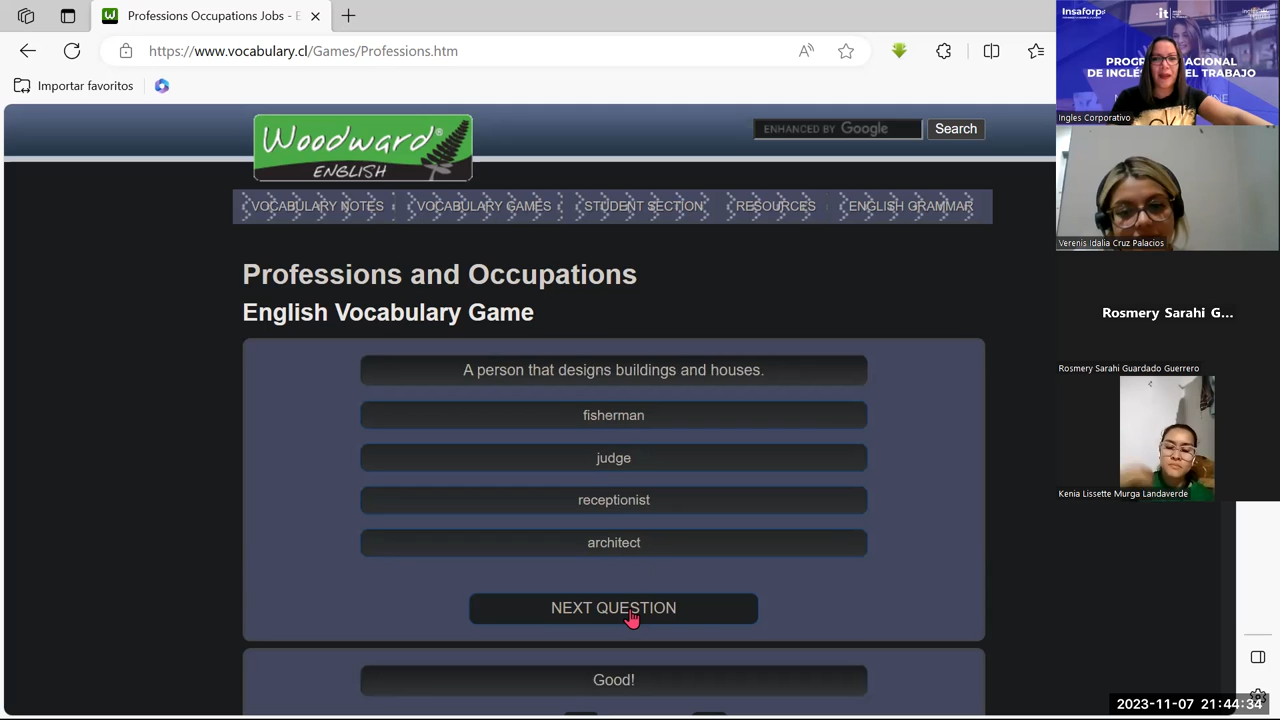 Professions Occupations Jobs - E
https://www.vocabulary.cl/Games/Professions.htm
Importar favoritos
Woodward®
ENGLISH
ENHANCED BY Google
Search
VOCABULARY NOTES
VOCABULARY GAMES
STUDENT SECTION
RESOURCES
ENGLISH GRAMMAR
Professions and Occupations
English Vocabulary Game
A person that designs buildings and houses.
fisherman
judge
receptionist
architect
NEXT QUESTION
Good!
Insaforp
it
Ingles Corporativo
Verenis Idalia Cruz Palacios
Rosmery Sarahi G...
Rosmery Sarahi Guardado Guerrero
Kenia Lissette Murga Landaverde
2023-11-07 21:44:34